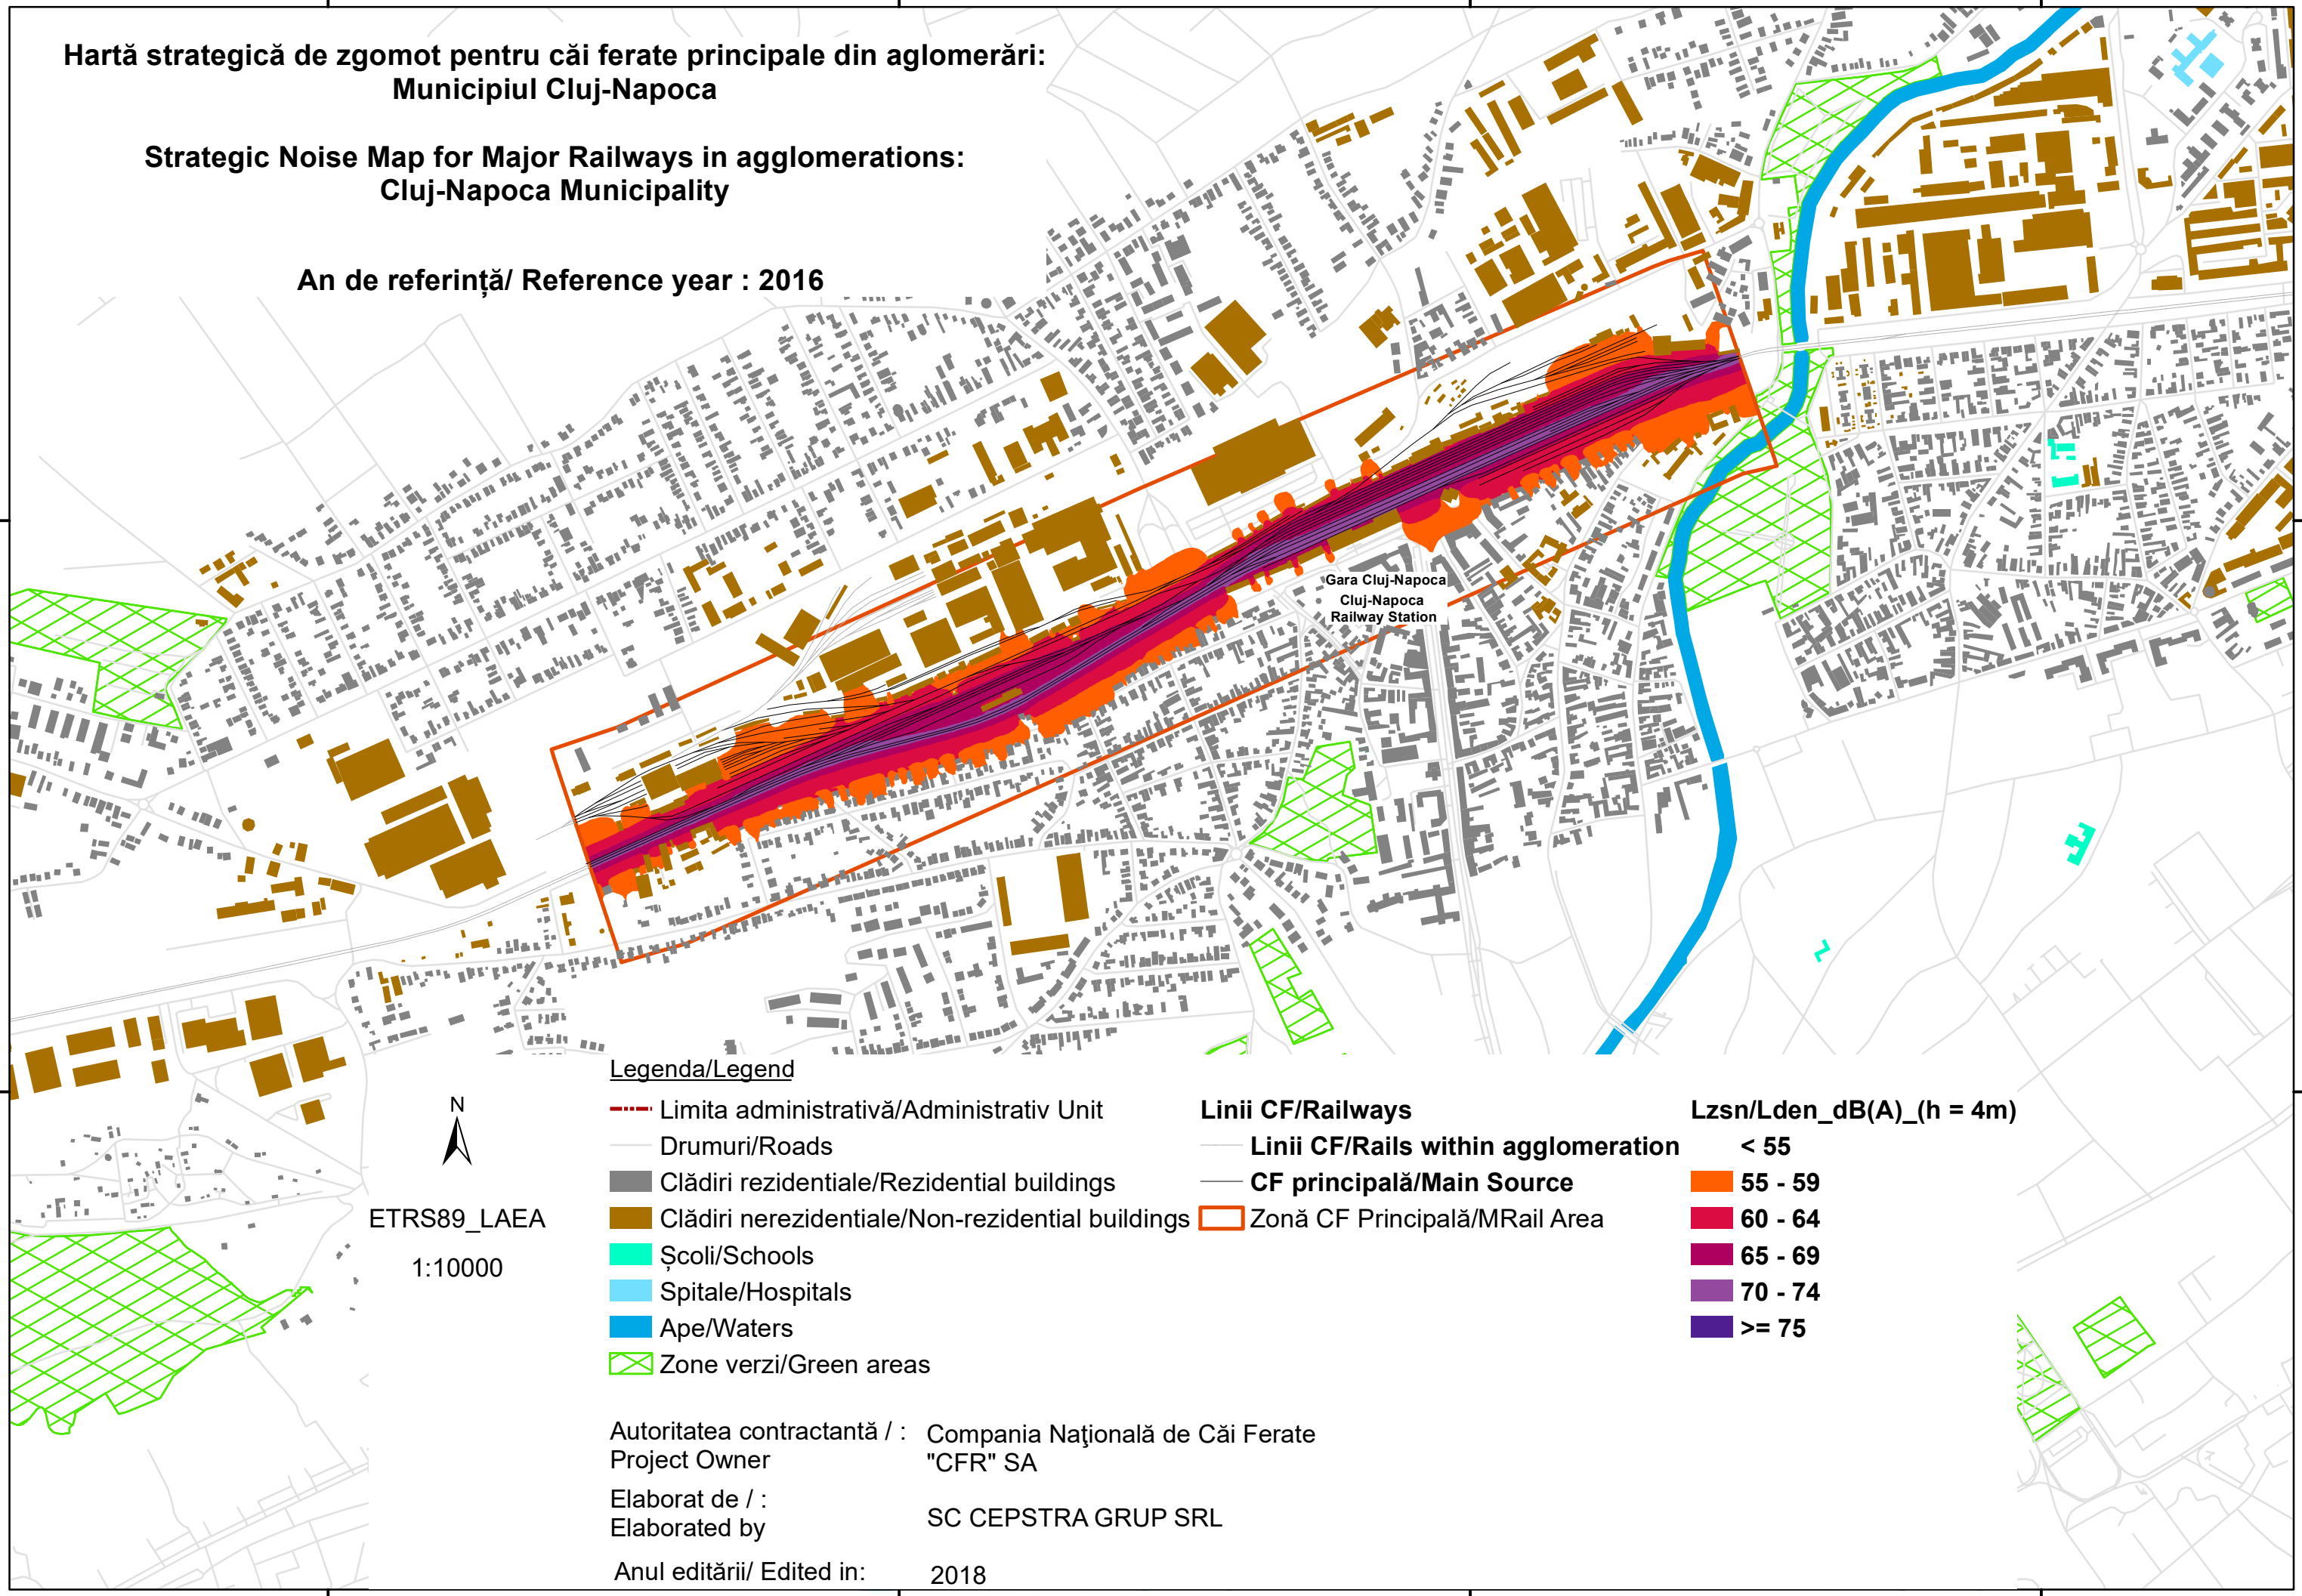 Hartă strategică de zgomot pentru căi ferate principale din aglomerări:
Municipiul Cluj-Napoca
Strategic Noise Map for Major Railways in agglomerations:
Cluj-Napoca Municipality
An de referință/ Reference year : 2016
Gara Cluj-Napoca
Cluj-Napoca
Railway Station
Legenda/Legend
Limita administrativă/Administrativ Unit
Drumuri/Roads
Clădiri rezidentiale/Rezidential buildings
Clădiri nerezidentiale/Non-rezidential buildings
Școli/Schools
Spitale/Hospitals
Ape/Waters
Zone verzi/Green areas
Linii CF/Railways
Linii CF/Rails within agglomeration
CF principală/Main Source
Zonă CF Principală/MRail Area
Lzsn/Lden_dB(A)_(h = 4m)
< 55
55 - 59
60 - 64
65 - 69
70 - 74
>= 75
N
ETRS89_LAEA
1:10000
Autoritatea contractantă / : Compania Naţională de Căi Ferate
Project Owner "CFR" SA
Elaborat de / :
Elaborated by SC CEPSTRA GRUP SRL
Anul editării/ Edited in: 2018